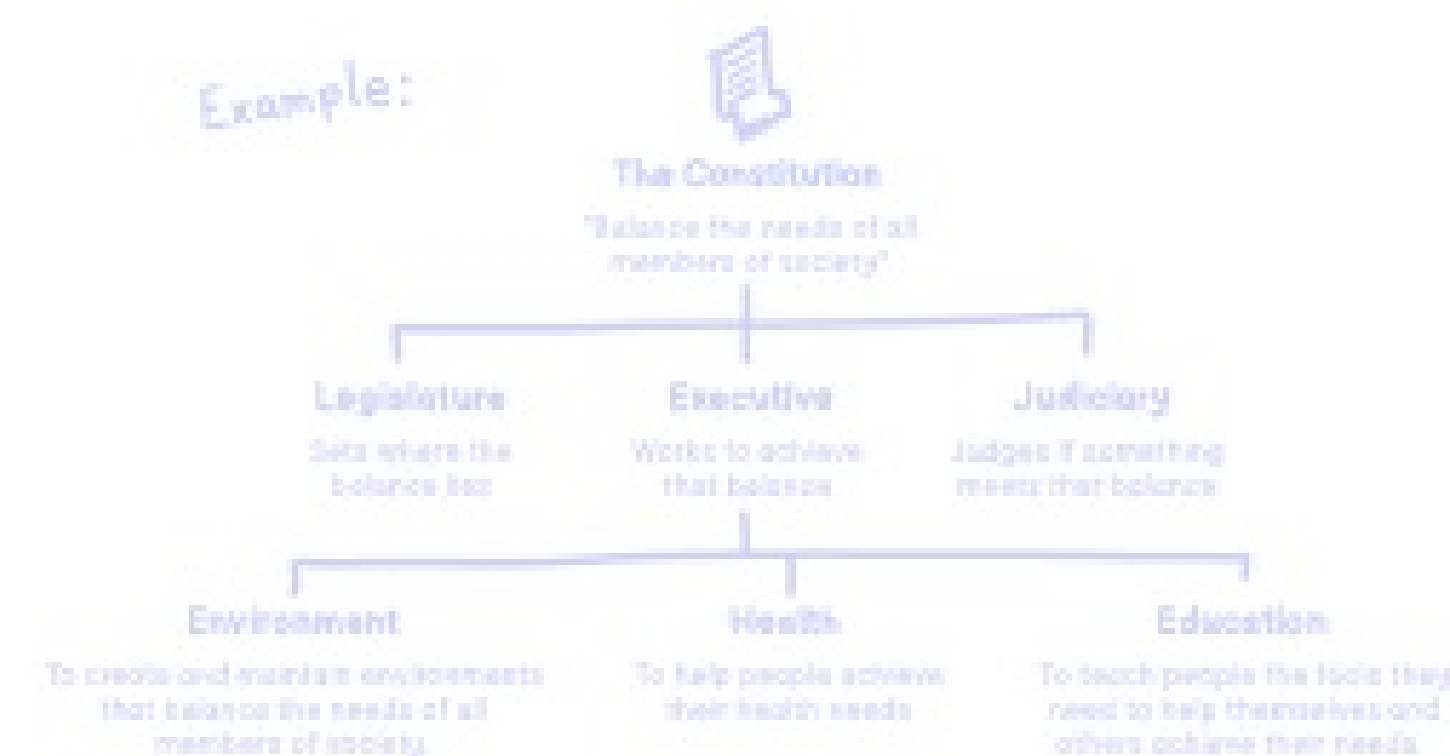 Example:
The Constitution
"Balance the needs of all
members of society"
Legislature
Executive
Judiciary
Sets where the
balance lies
Works to achieve
that balance
Judges if something
meets that balance
Environment
Health
Education
To create and maintain environments
that balance the needs of all
members of society.
To help people achieve
their health needs
To teach people the tools they
need to help themselves and
others achieve their needs.